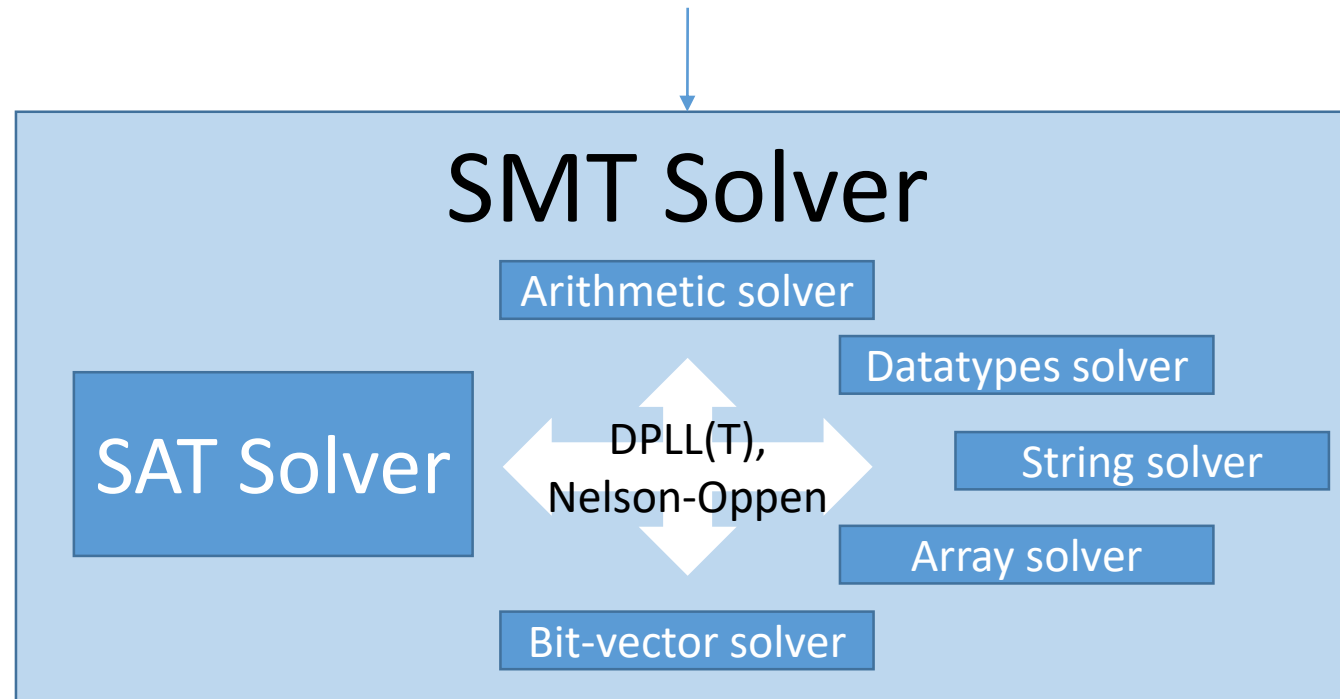 SMT Solver
Arithmetic solver
Datatypes solver
SAT Solver
DPLL(T),
Nelson-Oppen
String solver
Array solver
Bit-vector solver